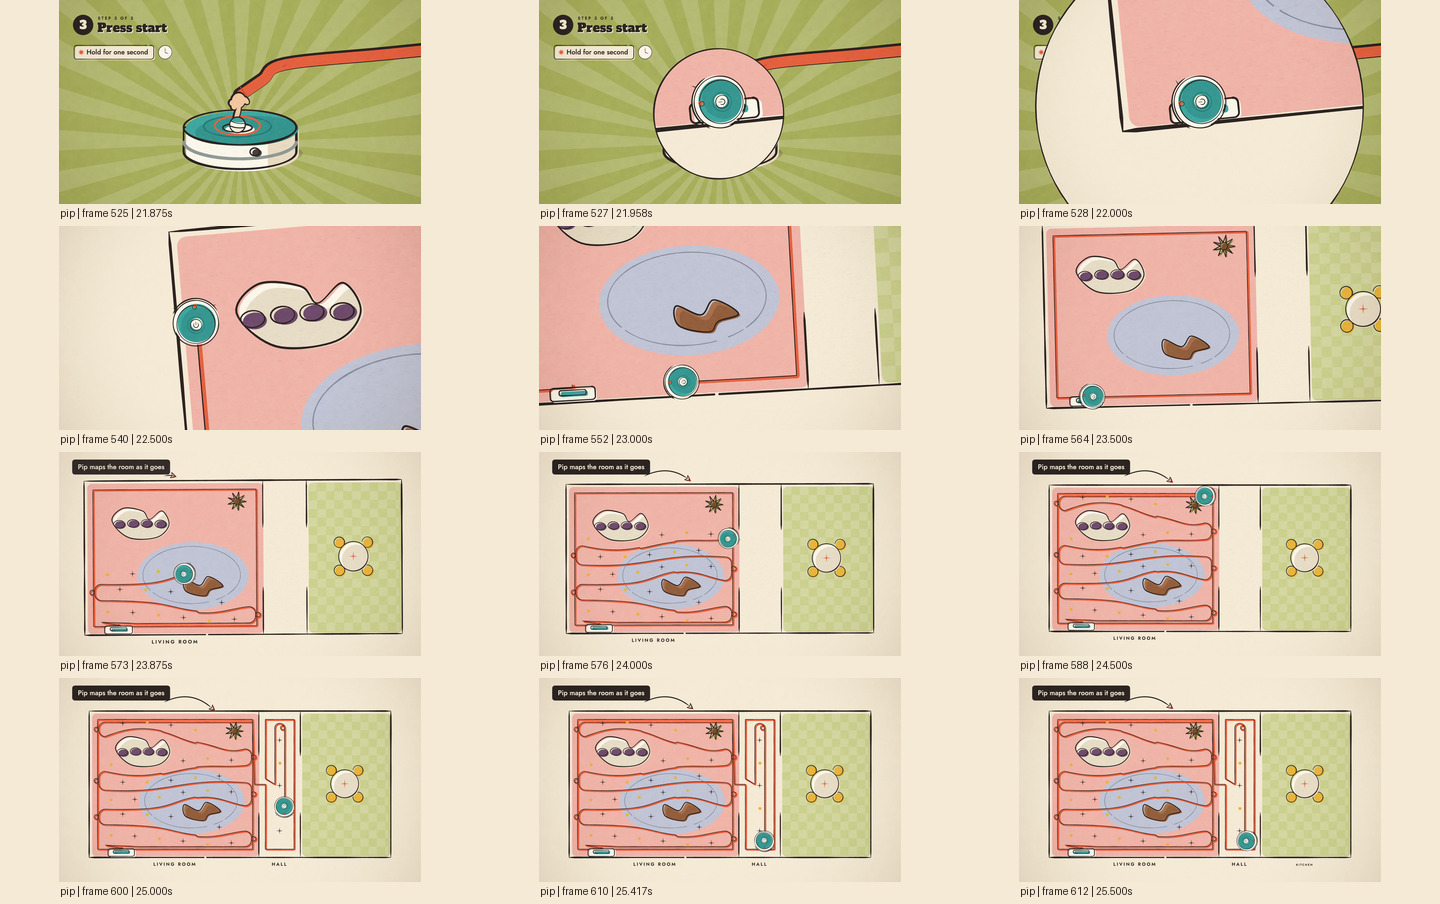 3
STEP 3 OF 3
Press start
Hold for one second
pip | frame 525 | 21.875s
3
STEP 3 OF 3
Press start
Hold for one second
pip | frame 527 | 21.958s
3
pip | frame 528 | 22.000s
pip | frame 540 | 22.500s
pip | frame 552 | 23.000s
pip | frame 564 | 23.500s
Pip maps the room as it goes
LIVING ROOM
pip | frame 573 | 23.875s
Pip maps the room as it goes
LIVING ROOM
pip | frame 576 | 24.000s
Pip maps the room as it goes
LIVING ROOM
pip | frame 588 | 24.500s
Pip maps the room as it goes
LIVING ROOM HALL
pip | frame 600 | 25.000s
Pip maps the room as it goes
LIVING ROOM HALL
pip | frame 610 | 25.417s
Pip maps the room as it goes
LIVING ROOM HALL KITCHEN
pip | frame 612 | 25.500s